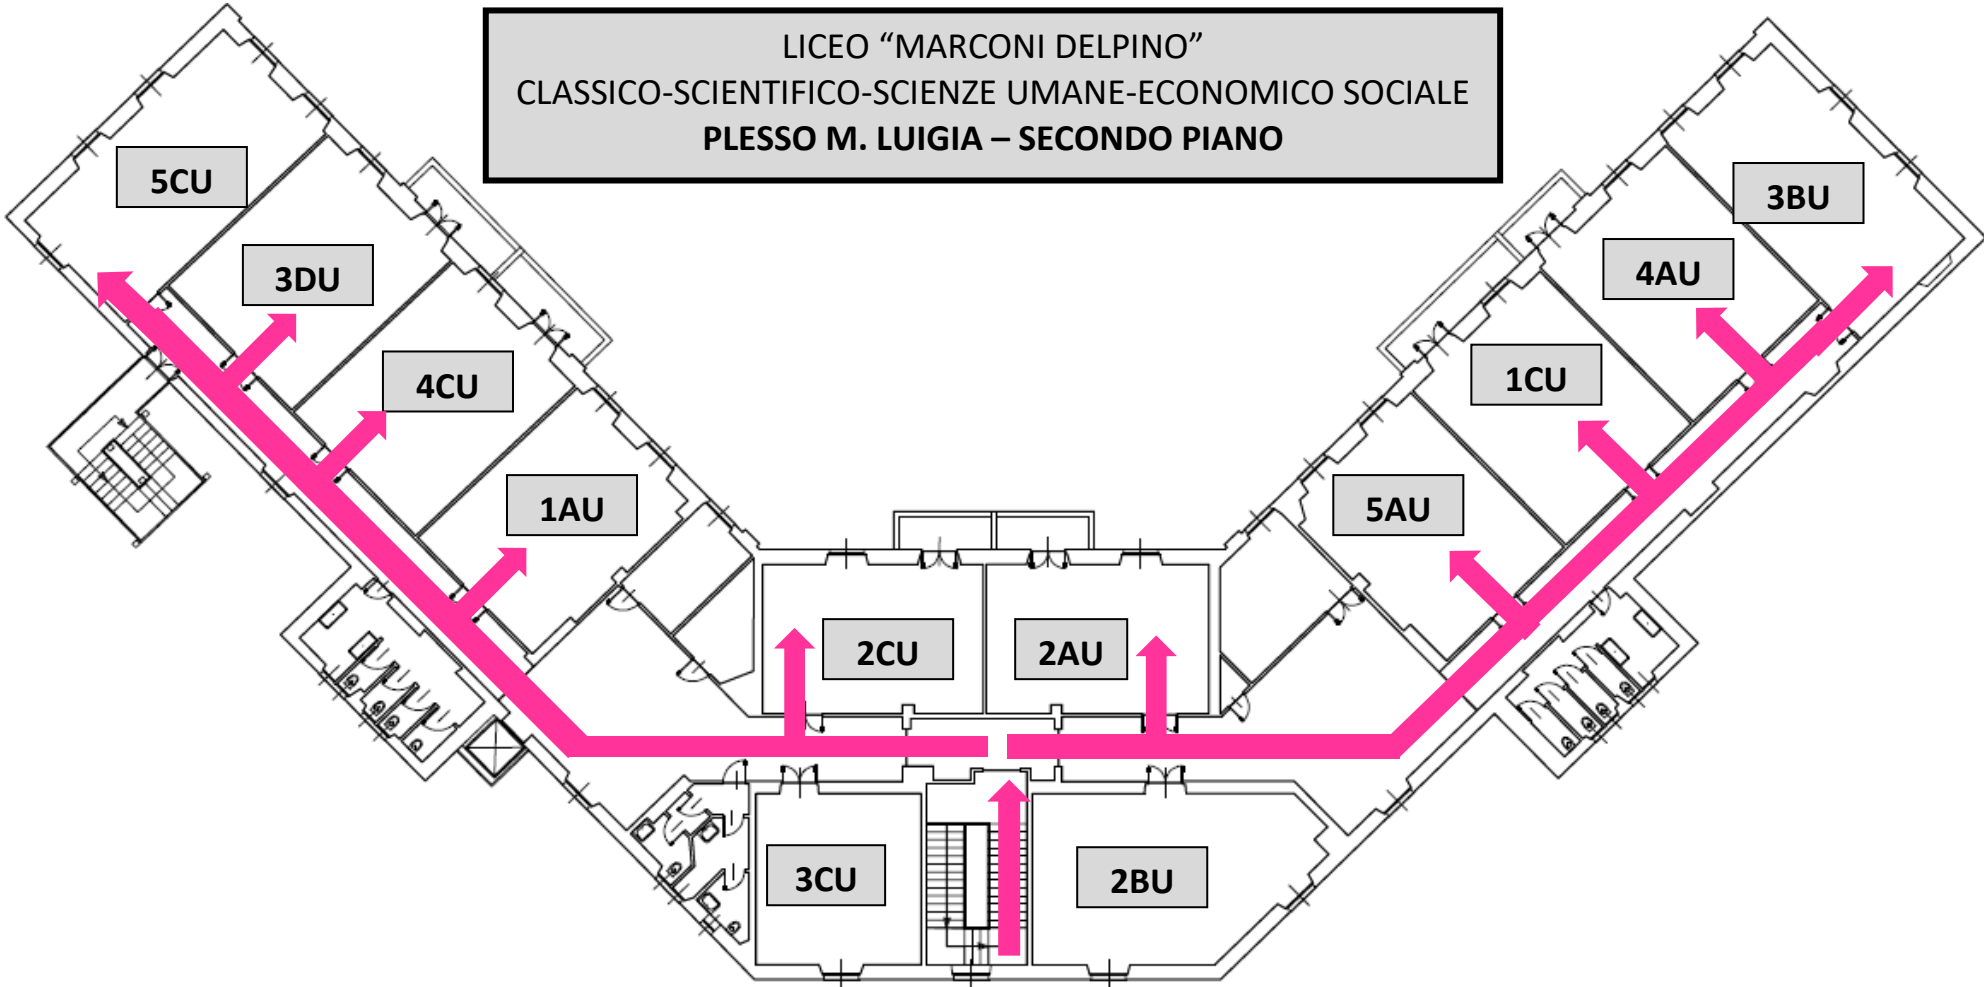 LICEO “MARCONI DELPINO”
CLASSICO-SCIENTIFICO-SCIENZE UMANE-ECONOMICO SOCIALE
PLESSO M. LUIGIA – SECONDO PIANO
5CU
3BU
3DU
4AU
4CU
1CU
1AU
5AU
2CU
2AU
3CU
2BU